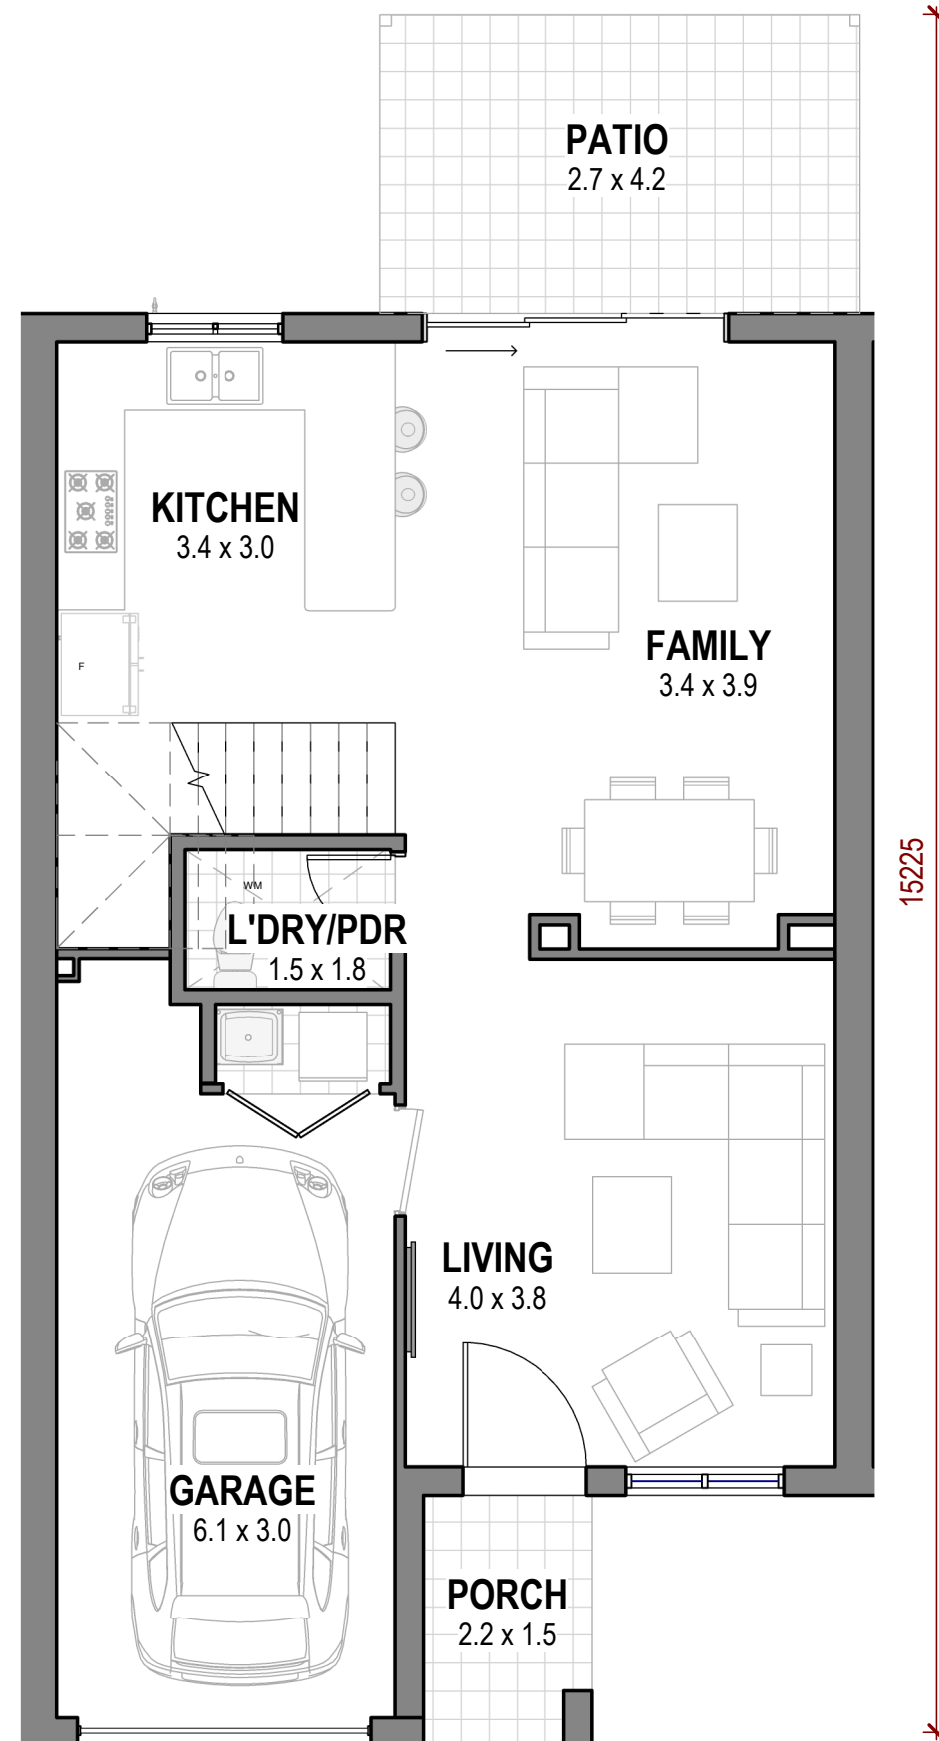 PATIO
2.7 x 4.2
KITCHEN
3.4 x 3.0
F
FAMILY
3.4 x 3.9
15225
WM
L'DRY/PDR
1.5 x 1.8
LIVING
4.0 x 3.8
GARAGE
6.1 x 3.0
PORCH
2.2 x 1.5